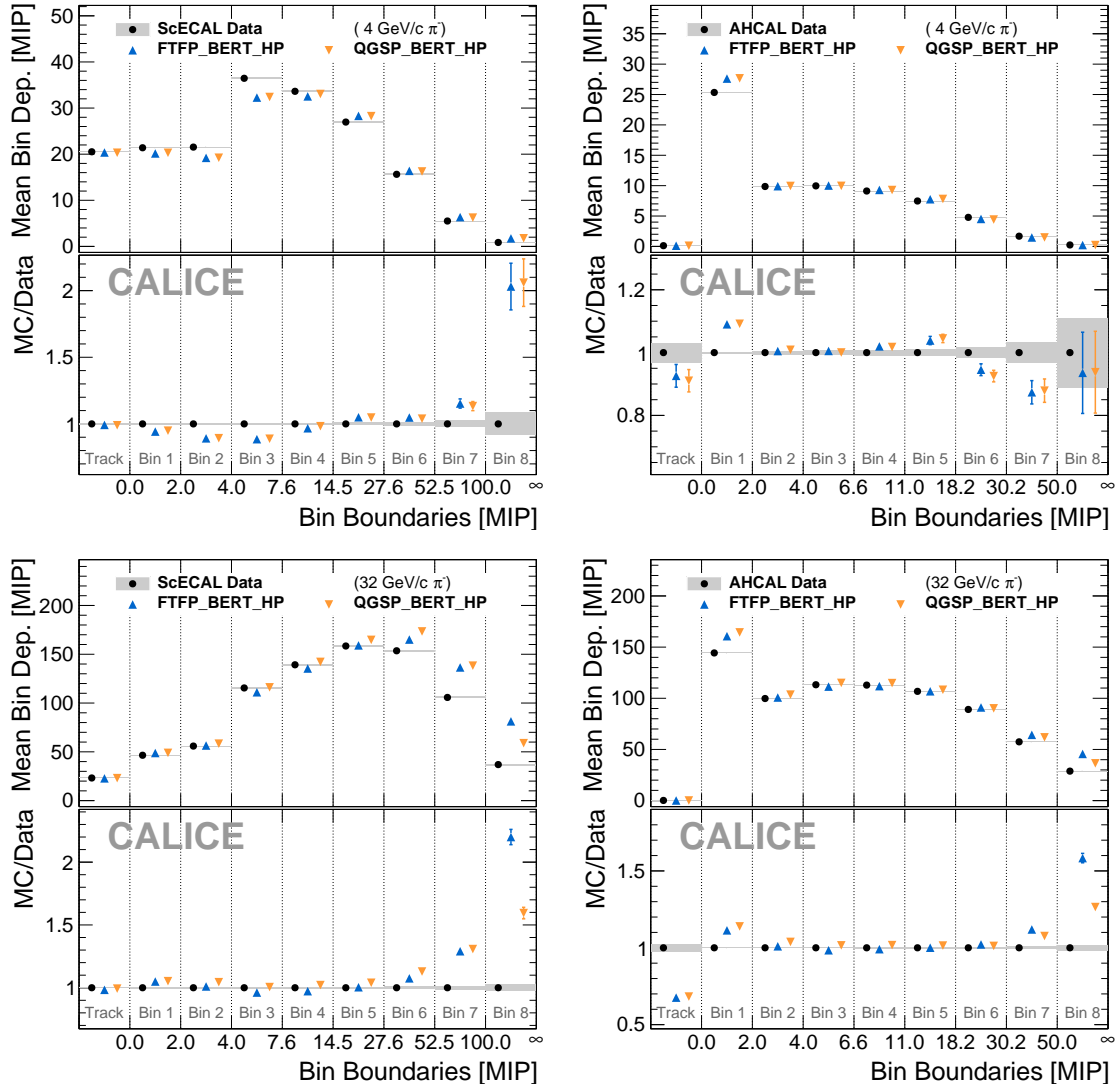 ScECAL Data ( 4 GeV/c π-)
FTFP_BERT_HP QGSP_BERT_HP
Mean Bin Dep. [MIP]
50
40
30
20
10
0
CALICE
MC/Data
2
1.5
1
Track Bin 1 Bin 2 Bin 3 Bin 4 Bin 5 Bin 6 Bin 7 Bin 8
0.0 2.0 4.0 7.6 14.5 27.6 52.5 100.0 ∞
Bin Boundaries [MIP]
AHCAL Data ( 4 GeV/c π-)
FTFP_BERT_HP QGSP_BERT_HP
Mean Bin Dep. [MIP]
35
30
25
20
15
10
5
0
CALICE
MC/Data
1.2
1
0.8
Track Bin 1 Bin 2 Bin 3 Bin 4 Bin 5 Bin 6 Bin 7 Bin 8
0.0 2.0 4.0 6.6 11.0 18.2 30.2 50.0 ∞
Bin Boundaries [MIP]
ScECAL Data (32 GeV/c π-)
FTFP_BERT_HP QGSP_BERT_HP
Mean Bin Dep. [MIP]
200
150
100
50
0
CALICE
MC/Data
2
1.5
1
Track Bin 1 Bin 2 Bin 3 Bin 4 Bin 5 Bin 6 Bin 7 Bin 8
0.0 2.0 4.0 7.6 14.5 27.6 52.5 100.0 ∞
Bin Boundaries [MIP]
AHCAL Data (32 GeV/c π-)
FTFP_BERT_HP QGSP_BERT_HP
Mean Bin Dep. [MIP]
200
150
100
50
0
CALICE
MC/Data
1.5
1
0.5
Track Bin 1 Bin 2 Bin 3 Bin 4 Bin 5 Bin 6 Bin 7 Bin 8
0.0 2.0 4.0 6.6 11.0 18.2 30.2 50.0 ∞
Bin Boundaries [MIP]